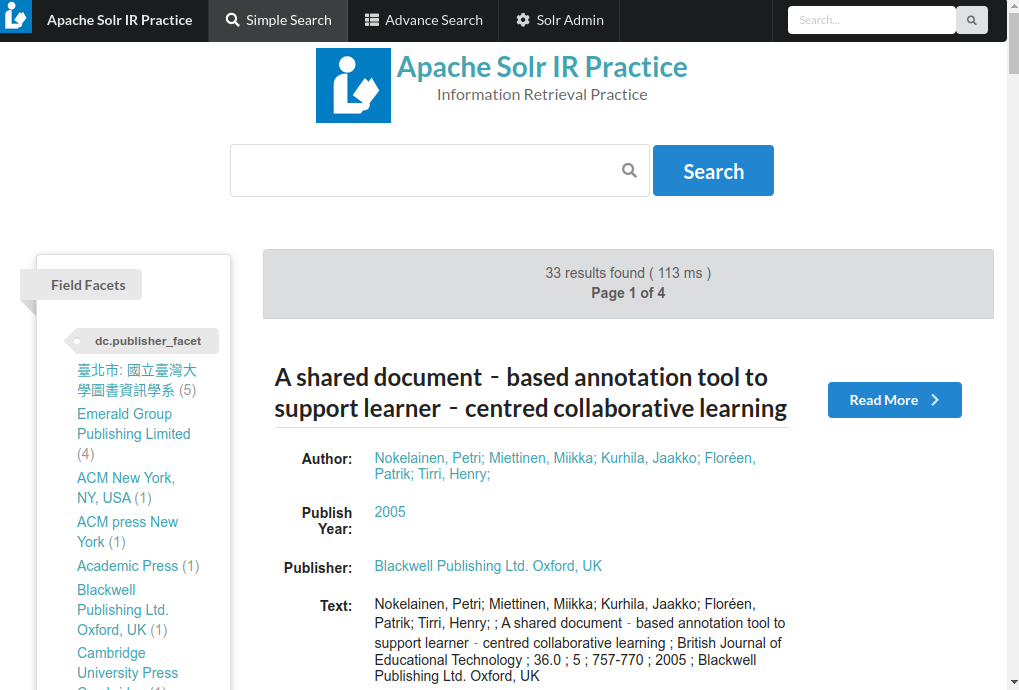 Apache Solr IR Practice
Simple Search
Advance Search
Solr Admin
Search...
Apache Solr IR Practice
Information Retrieval Practice
Search
Field Facets
dc.publisher_facet
臺北市: 國立臺灣大
學圖書資訊學系 (5)
Emerald Group
Publishing Limited
(4)
ACM New York,
NY, USA (1)
ACM press New
York (1)
Academic Press (1)
Blackwell
Publishing Ltd.
Oxford, UK (1)
Cambridge
University Press
Cambridge (1)
33 results found ( 113 ms )
Page 1 of 4
A shared document‐based annotation tool to
support learner‐centred collaborative learning
Read More
Author:
Nokelainen, Petri; Miettinen, Miikka; Kurhila, Jaakko; Floréen,
Patrik; Tirri, Henry;
Publish
Year:
2005
Publisher:
Blackwell Publishing Ltd. Oxford, UK
Text:
Nokelainen, Petri; Miettinen, Miikka; Kurhila, Jaakko; Floréen,
Patrik; Tirri, Henry; ; A shared document‐based annotation tool to
support learner‐centred collaborative learning ; British Journal of
Educational Technology ; 36.0 ; 5 ; 757-770 ; 2005 ; Blackwell
Publishing Ltd. Oxford, UK